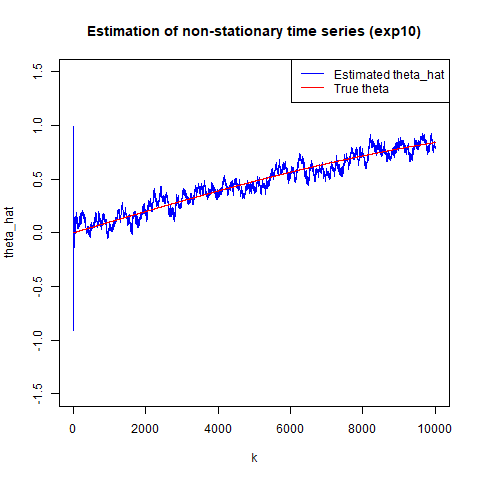 Estimation of non-stationary time series (exp10)
Estimated theta_hat
True theta
theta_hat
1.5
1.0
0.5
0.0
-0.5
-1.0
-1.5
0 2000 4000 6000 8000 10000
k